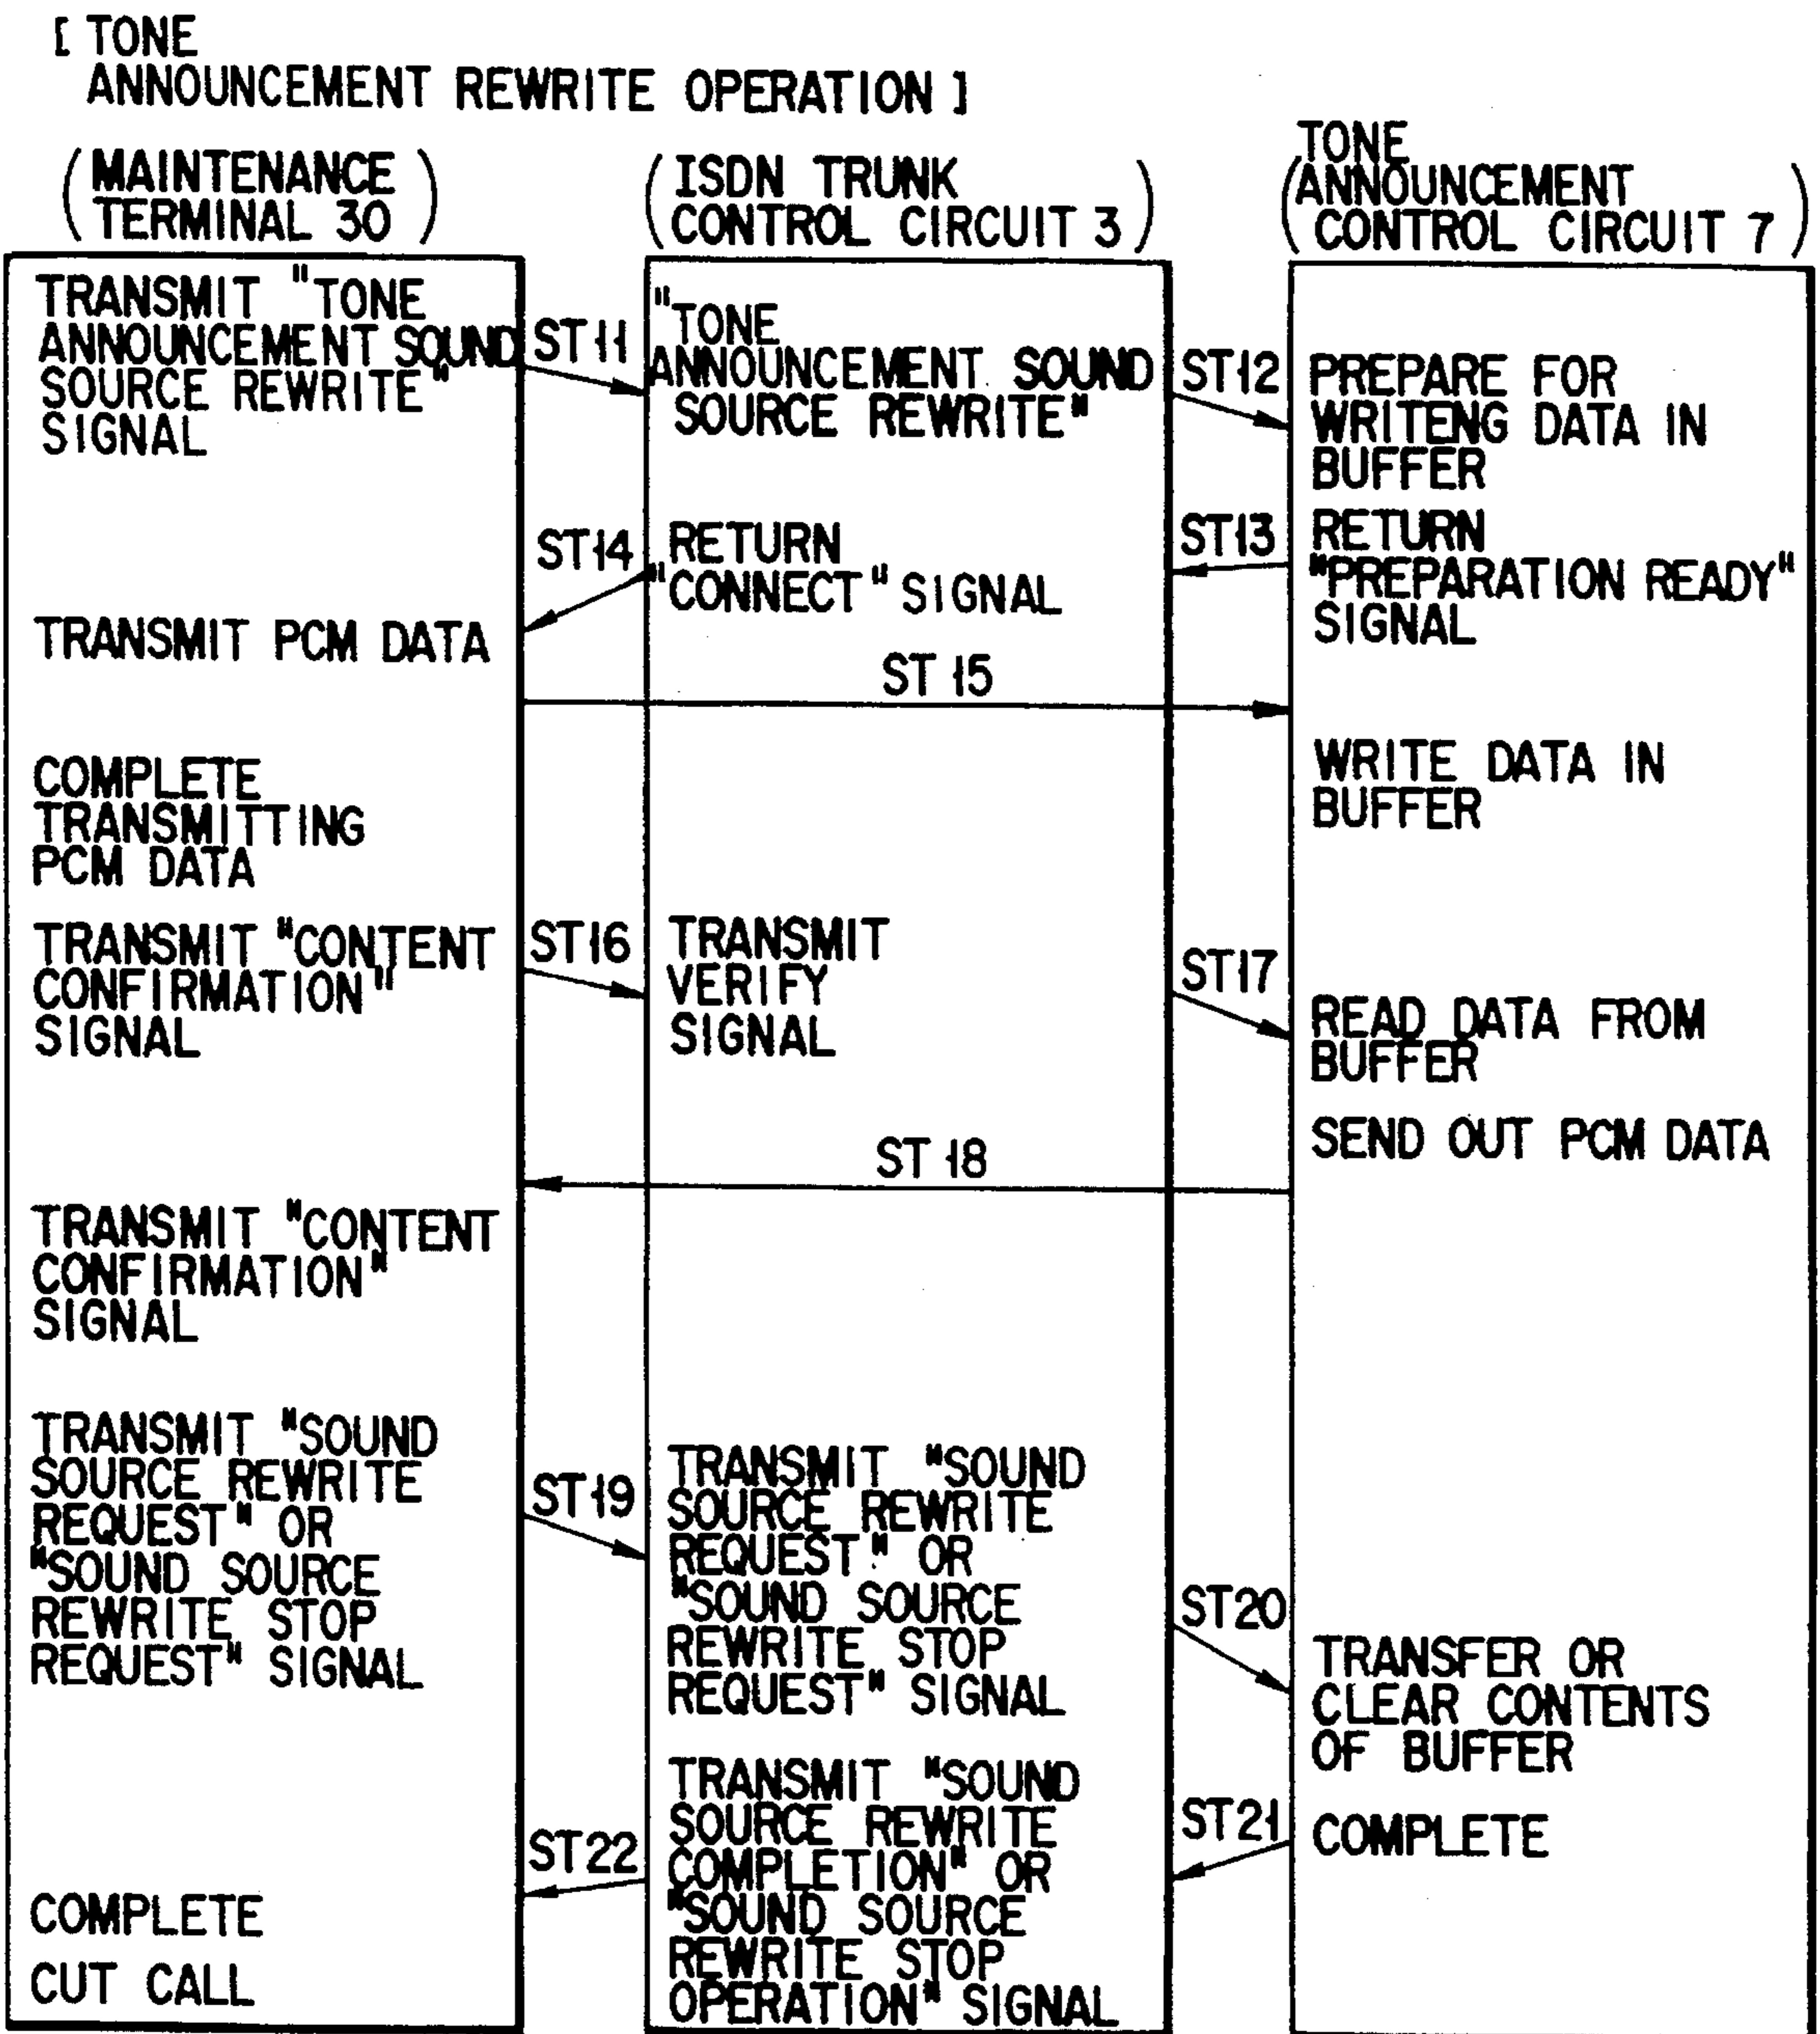 [ TONE
ANNOUNCEMENT REWRITE OPERATION ]
(MAINTENANCE
TERMINAL 30)
(ISDN TRUNK
CONTROL CIRCUIT 3)
TONE
(ANNOUNCEMENT
CONTROL CIRCUIT 7)
TRANSMIT "TONE
ANNOUNCEMENT SOUND
SOURCE REWRITE"
SIGNAL
ST11
"TONE
ANNOUNCEMENT SOUND
SOURCE REWRITE"
ST12
PREPARE FOR
WRITENG DATA IN
BUFFER
ST13
RETURN
"PREPARATION READY"
SIGNAL
ST14
RETURN
"CONNECT" SIGNAL
TRANSMIT PCM DATA
ST 15
WRITE DATA IN
BUFFER
COMPLETE
TRANSMITTING
PCM DATA
TRANSMIT "CONTENT
CONFIRMATION"
SIGNAL
ST16
TRANSMIT
VERIFY
SIGNAL
ST17
READ DATA FROM
BUFFER
SEND OUT PCM DATA
ST 18
TRANSMIT "CONTENT
CONFIRMATION"
SIGNAL
TRANSMIT "SOUND
SOURCE REWRITE
REQUEST" OR
"SOUND SOURCE
REWRITE STOP
REQUEST" SIGNAL
ST19
TRANSMIT "SOUND
SOURCE REWRITE
REQUEST" OR
"SOUND SOURCE
REWRITE STOP
REQUEST" SIGNAL
ST20
TRANSFER OR
CLEAR CONTENTS
OF BUFFER
ST21
COMPLETE
TRANSMIT "SOUND
SOURCE REWRITE
COMPLETION" OR
"SOUND SOURCE
REWRITE STOP
OPERATION" SIGNAL
ST22
COMPLETE
CUT CALL